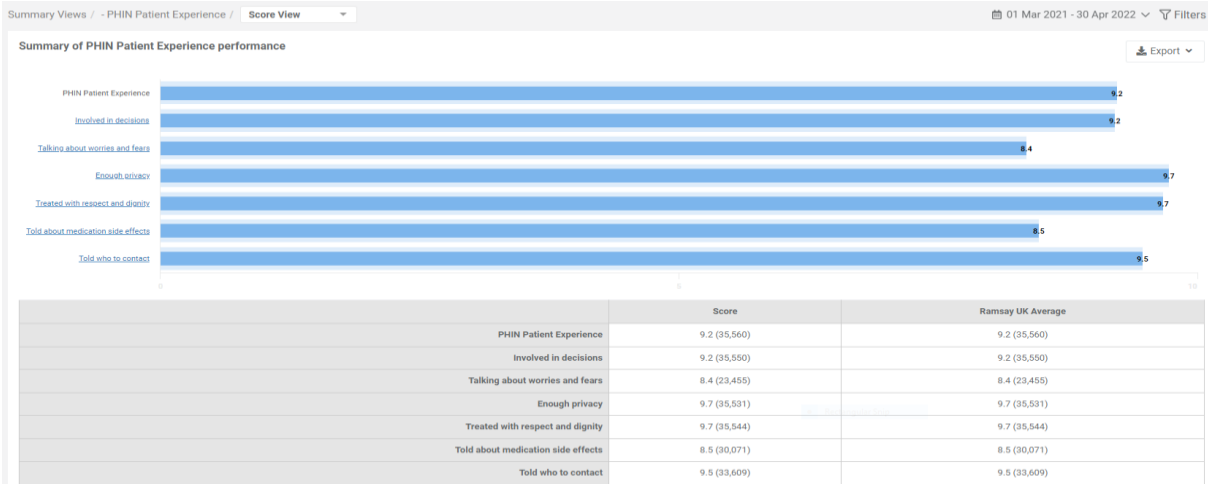 Summary Views / - PHIN Patient Experience / Score View 01 Mar 2021 - 30 Apr 2022 Filters
Summary of PHIN Patient Experience performance
Export
PHIN Patient Experience 9.2
Involved in decisions 9.2
Talking about worries and fears 8.4
Enough privacy 9.7
Treated with respect and dignity 9.7
Told about medication side effects 8.5
Told who to contact 9.5
0 5 10
Score Ramsay UK Average
PHIN Patient Experience 9.2 (35,560) 9.2 (35,560)
Involved in decisions 9.2 (35,550) 9.2 (35,550)
Talking about worries and fears 8.4 (23,455) 8.4 (23,455)
Enough privacy 9.7 (35,531) 9.7 (35,531)
Treated with respect and dignity 9.7 (35,544) 9.7 (35,544)
Told about medication side effects 8.5 (30,071) 8.5 (30,071)
Told who to contact 9.5 (33,609) 9.5 (33,609)